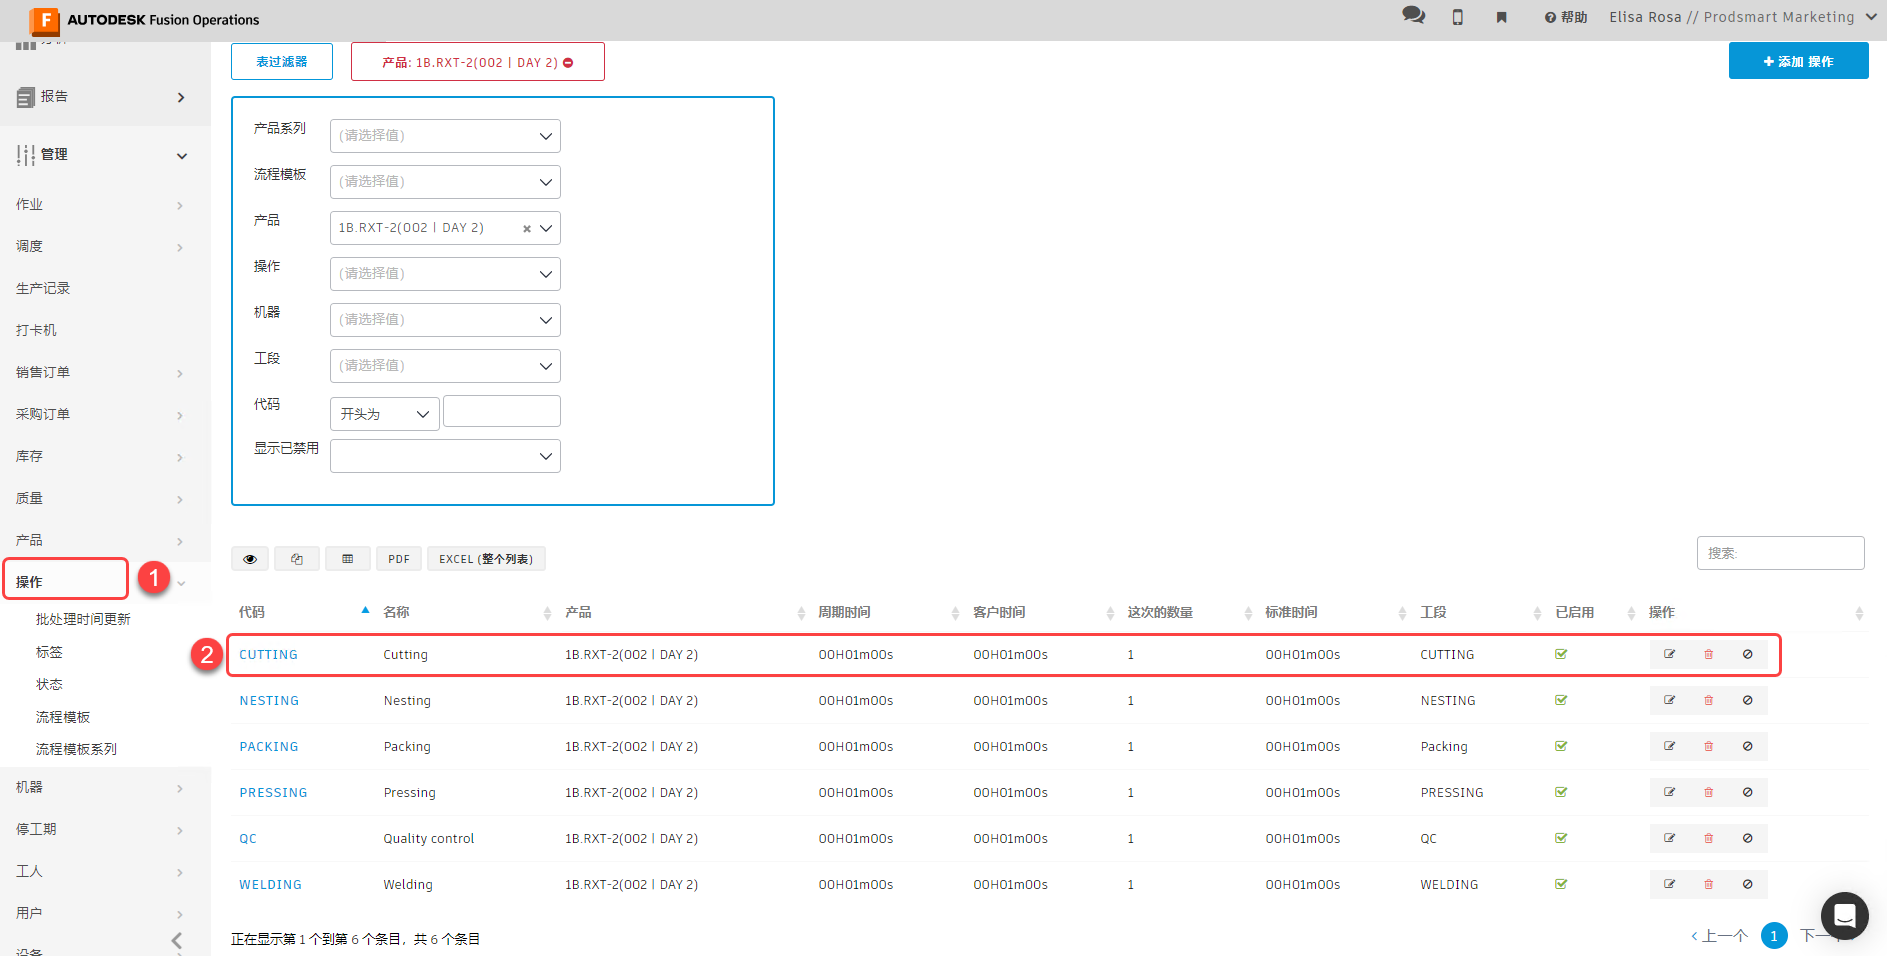 AUTODESK Fusion Operations
帮助
Elisa Rosa // Prodsmart Marketing
报告
管理
作业
调度
生产记录
打卡机
销售订单
采购订单
库存
质量
产品
操作
1
批处理时间更新
标签
状态
流程模板
流程模板系列
机器
停工期
工人
用户
表过滤器
产品: 1B.RXT-2(002 | DAY 2)
+ 添加 操作
产品系列 (请选择值)
流程模板 (请选择值)
产品 1B.RXT-2(002 | DAY 2) ×
操作 (请选择值)
机器 (请选择值)
工段 (请选择值)
代码 开头为
显示已禁用
PDF EXCEL (整个列表)
搜索:
代码 名称 产品 周期时间 客户时间 这次的数量 标准时间 工段 已启用 操作
2
CUTTING Cutting 1B.RXT-2(002 | DAY 2) 00H01m00s 00H01m00s 1 00H01m00s CUTTING
NESTING Nesting 1B.RXT-2(002 | DAY 2) 00H01m00s 00H01m00s 1 00H01m00s NESTING
PACKING Packing 1B.RXT-2(002 | DAY 2) 00H01m00s 00H01m00s 1 00H01m00s Packing
PRESSING Pressing 1B.RXT-2(002 | DAY 2) 00H01m00s 00H01m00s 1 00H01m00s PRESSING
QC Quality control 1B.RXT-2(002 | DAY 2) 00H01m00s 00H01m00s 1 00H01m00s QC
WELDING Welding 1B.RXT-2(002 | DAY 2) 00H01m00s 00H01m00s 1 00H01m00s WELDING
正在显示第 1 个到第 6 个条目，共 6 个条目
‹ 上一个 1 下一